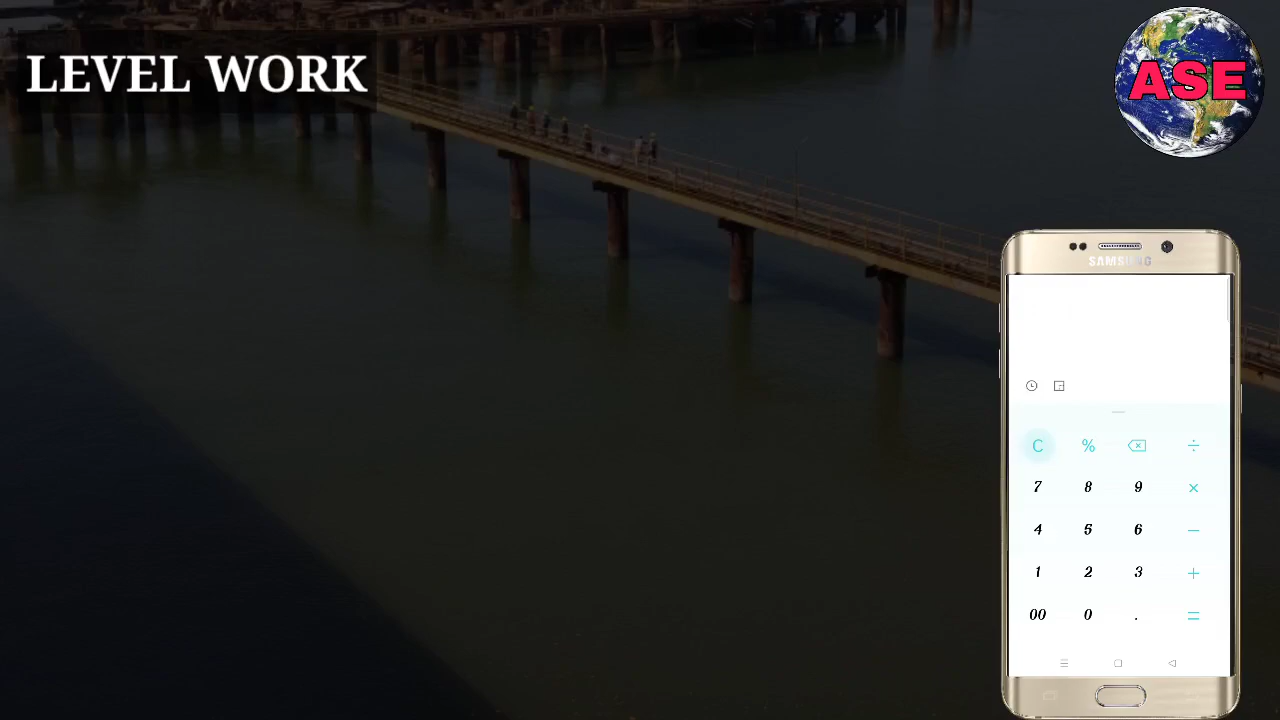 LEVEL WORK
ASE
SAMSUNG
C % ÷
7 8 9 ×
4 5 6 −
1 2 3 +
00 0 . =